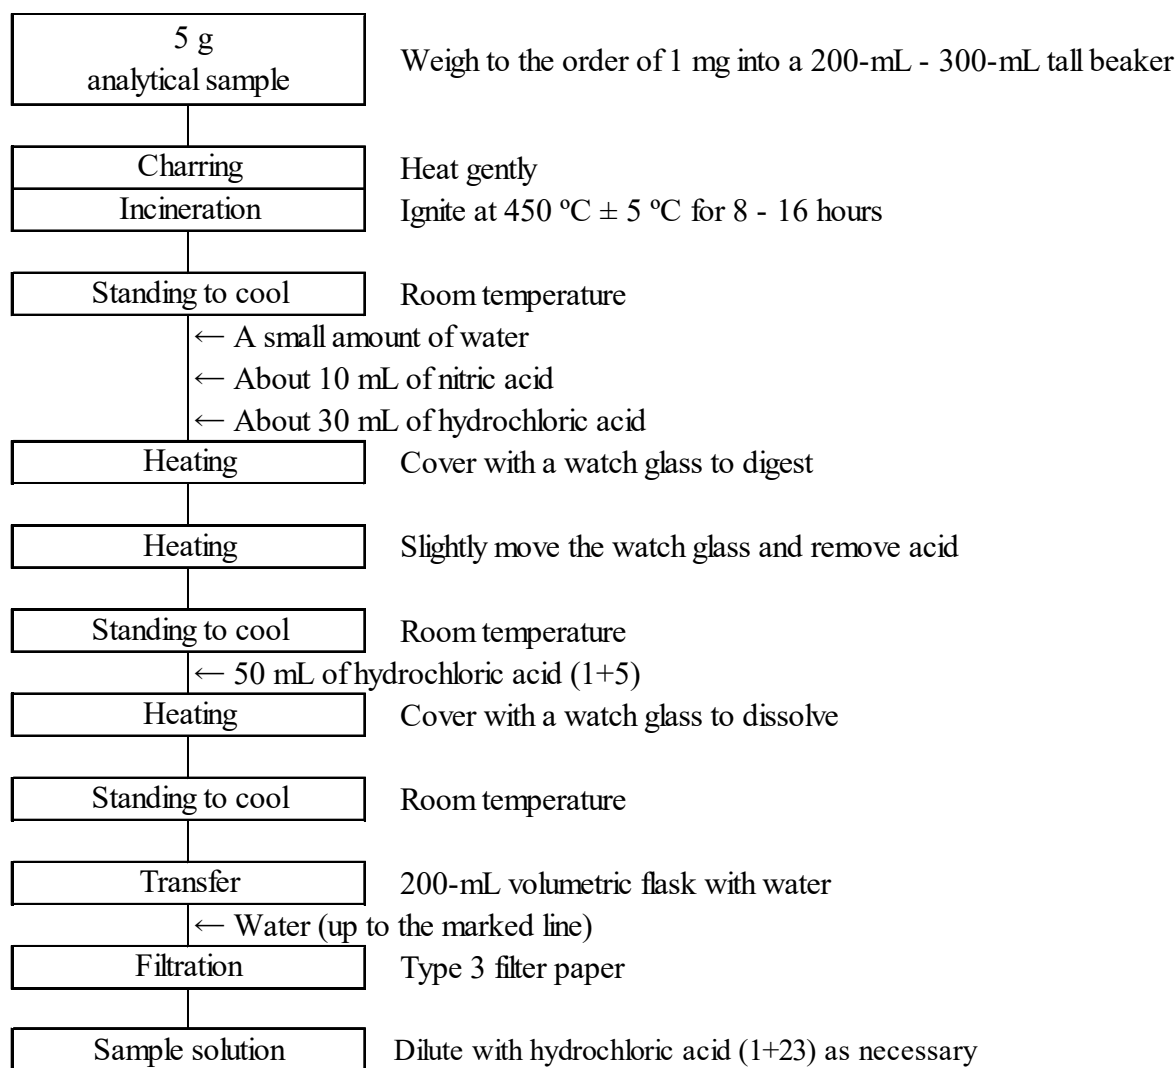 5 g
analytical sample
Weigh to the order of 1 mg into a 200-mL - 300-mL tall beaker
Charring
Heat gently
Incineration
Ignite at 450 ºC ± 5 ºC for 8 - 16 hours
Standing to cool
Room temperature
← A small amount of water
← About 10 mL of nitric acid
← About 30 mL of hydrochloric acid
Heating
Cover with a watch glass to digest
Heating
Slightly move the watch glass and remove acid
Standing to cool
Room temperature
← 50 mL of hydrochloric acid (1+5)
Heating
Cover with a watch glass to dissolve
Standing to cool
Room temperature
Transfer
200-mL volumetric flask with water
← Water (up to the marked line)
Filtration
Type 3 filter paper
Sample solution
Dilute with hydrochloric acid (1+23) as necessary